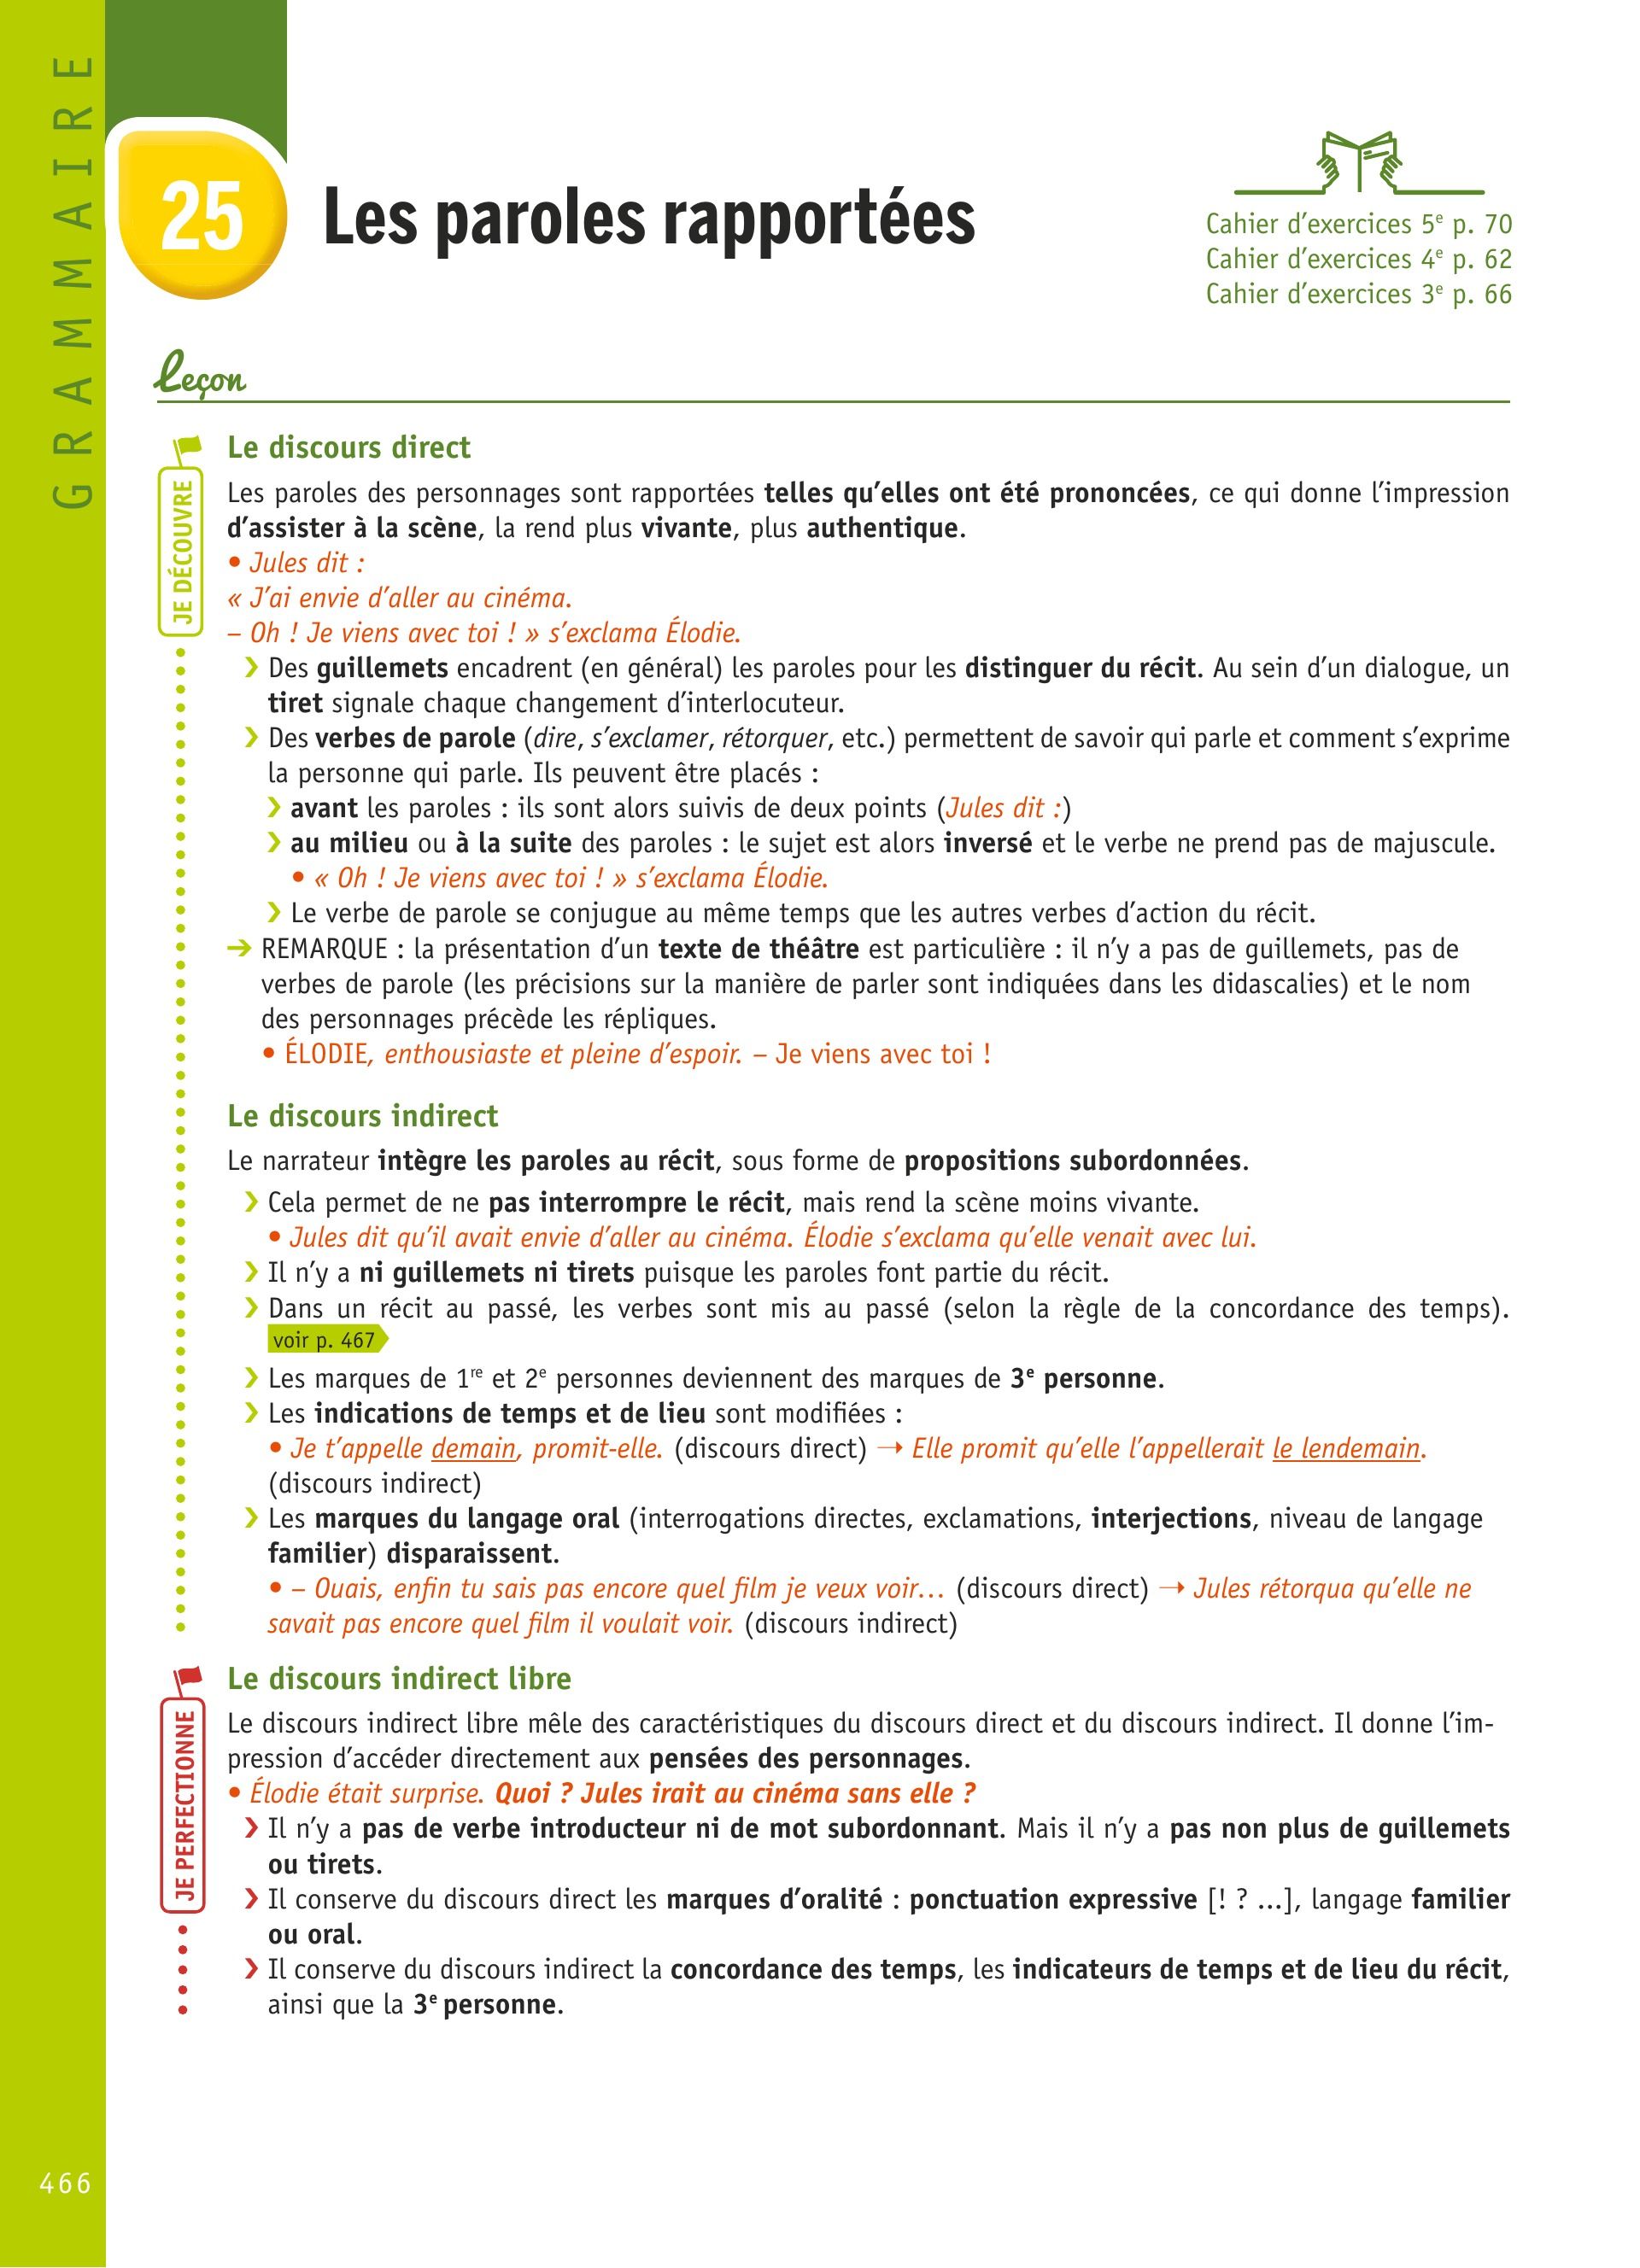 GRAMMAIRE
25
Les paroles rapportées
Cahier d'exercices 5e p. 70
Cahier d'exercices 4e p. 62
Cahier d'exercices 3e p. 66
Leçon
JE DÉCOUVRE
Le discours direct
Les paroles des personnages sont rapportées telles qu'elles ont été prononcées, ce qui donne l'impression
d'assister à la scène, la rend plus vivante, plus authentique.
• Jules dit :
« J'ai envie d'aller au cinéma.
– Oh ! Je viens avec toi ! » s'exclama Élodie.
❯ Des guillemets encadrent (en général) les paroles pour les distinguer du récit. Au sein d'un dialogue, un
tiret signale chaque changement d'interlocuteur.
❯ Des verbes de parole (dire, s'exclamer, rétorquer, etc.) permettent de savoir qui parle et comment s'exprime
la personne qui parle. Ils peuvent être placés :
❯ avant les paroles : ils sont alors suivis de deux points (Jules dit :)
❯ au milieu ou à la suite des paroles : le sujet est alors inversé et le verbe ne prend pas de majuscule.
• « Oh ! Je viens avec toi ! » s'exclama Élodie.
❯ Le verbe de parole se conjugue au même temps que les autres verbes d'action du récit.
➔ REMARQUE : la présentation d'un texte de théâtre est particulière : il n'y a pas de guillemets, pas de
verbes de parole (les précisions sur la manière de parler sont indiquées dans les didascalies) et le nom
des personnages précède les répliques.
• ÉLODIE, enthousiaste et pleine d'espoir. – Je viens avec toi !
Le discours indirect
Le narrateur intègre les paroles au récit, sous forme de propositions subordonnées.
❯ Cela permet de ne pas interrompre le récit, mais rend la scène moins vivante.
• Jules dit qu'il avait envie d'aller au cinéma. Élodie s'exclama qu'elle venait avec lui.
❯ Il n'y a ni guillemets ni tirets puisque les paroles font partie du récit.
❯ Dans un récit au passé, les verbes sont mis au passé (selon la règle de la concordance des temps).
voir p. 467
❯ Les marques de 1re et 2e personnes deviennent des marques de 3e personne.
❯ Les indications de temps et de lieu sont modifiées :
• Je t'appelle demain, promit-elle. (discours direct) → Elle promit qu'elle l'appellerait le lendemain.
(discours indirect)
❯ Les marques du langage oral (interrogations directes, exclamations, interjections, niveau de langage
familier) disparaissent.
• – Ouais, enfin tu sais pas encore quel film je veux voir… (discours direct) → Jules rétorqua qu'elle ne
savait pas encore quel film il voulait voir. (discours indirect)
JE PERFECTIONNE
Le discours indirect libre
Le discours indirect libre mêle des caractéristiques du discours direct et du discours indirect. Il donne l'im-
pression d'accéder directement aux pensées des personnages.
• Élodie était surprise. Quoi ? Jules irait au cinéma sans elle ?
❯ Il n'y a pas de verbe introducteur ni de mot subordonnant. Mais il n'y a pas non plus de guillemets
ou tirets.
❯ Il conserve du discours direct les marques d'oralité : ponctuation expressive [! ? …], langage familier
ou oral.
❯ Il conserve du discours indirect la concordance des temps, les indicateurs de temps et de lieu du récit,
ainsi que la 3e personne.
466